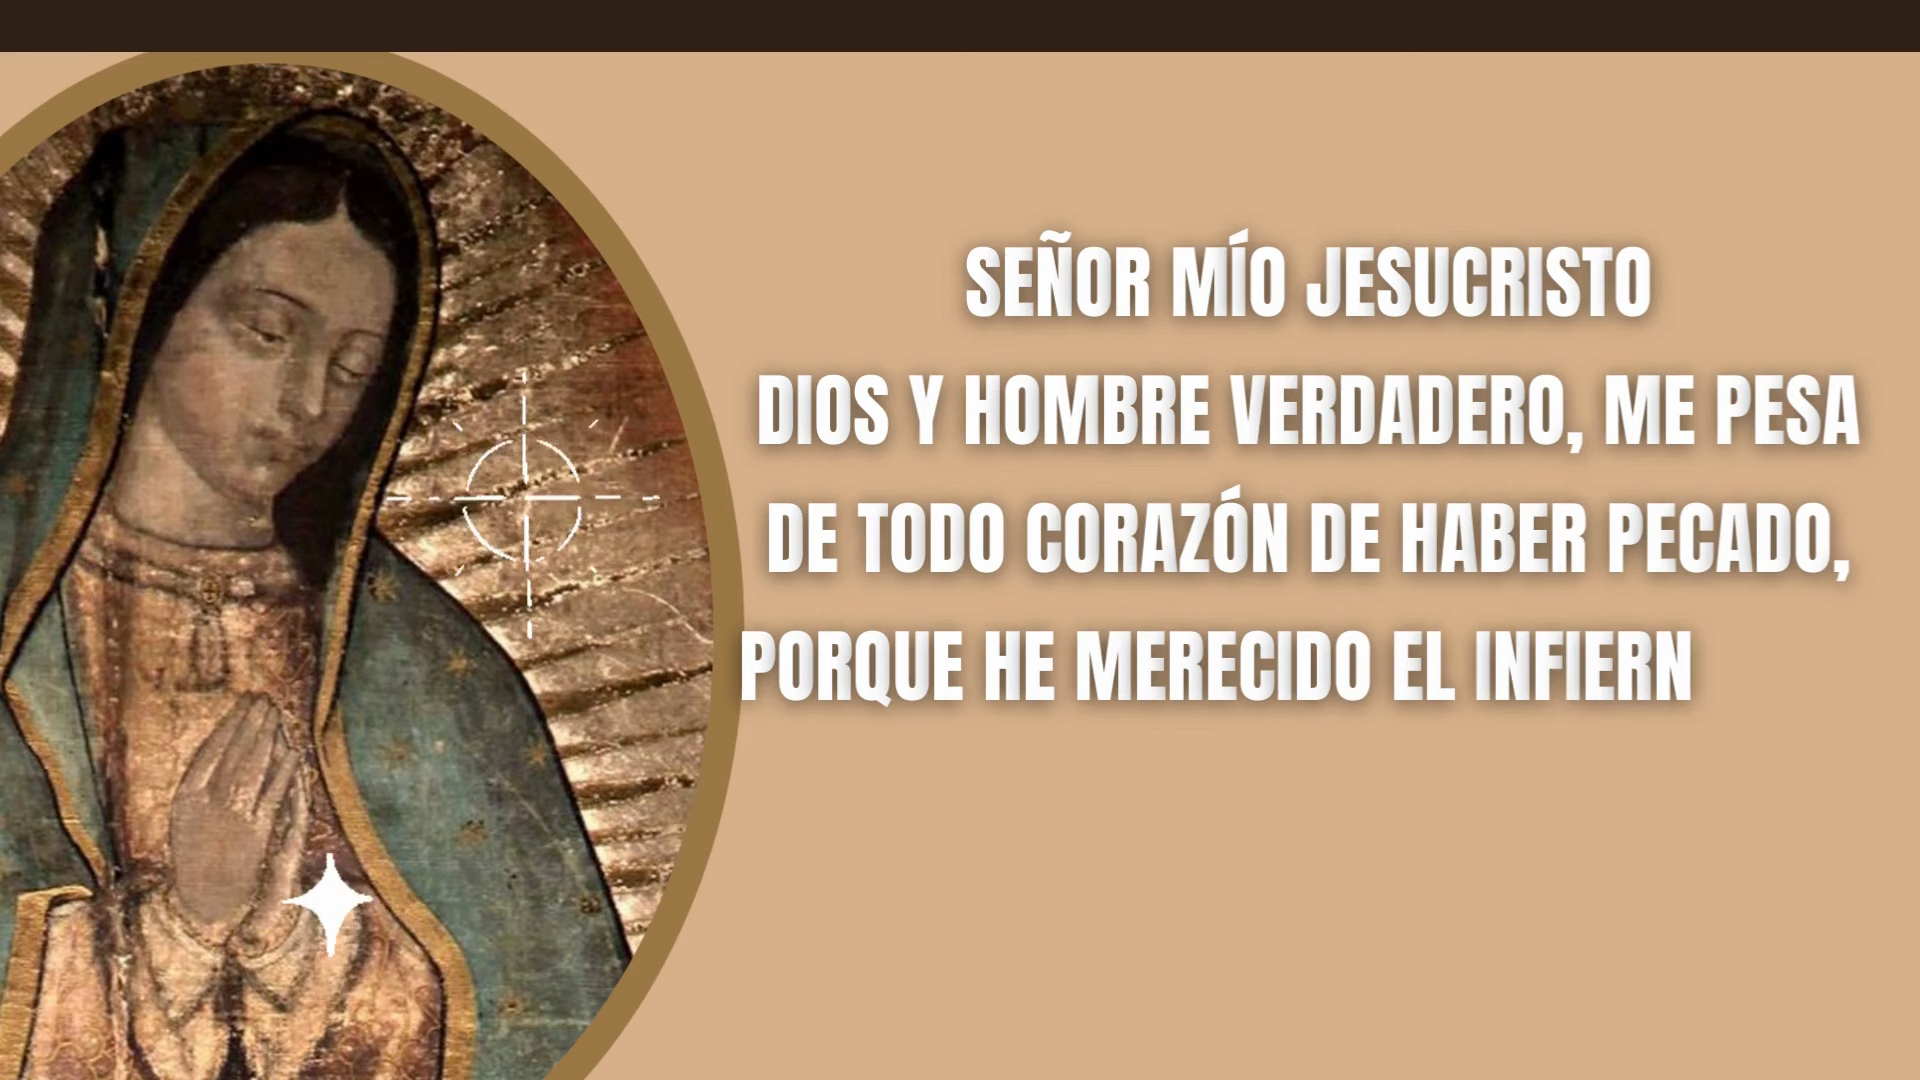 SEÑOR MÍO JESUCRISTO
DIOS Y HOMBRE VERDADERO, ME PESA
DE TODO CORAZÓN DE HABER PECADO,
PORQUE HE MERECIDO EL INFIERN